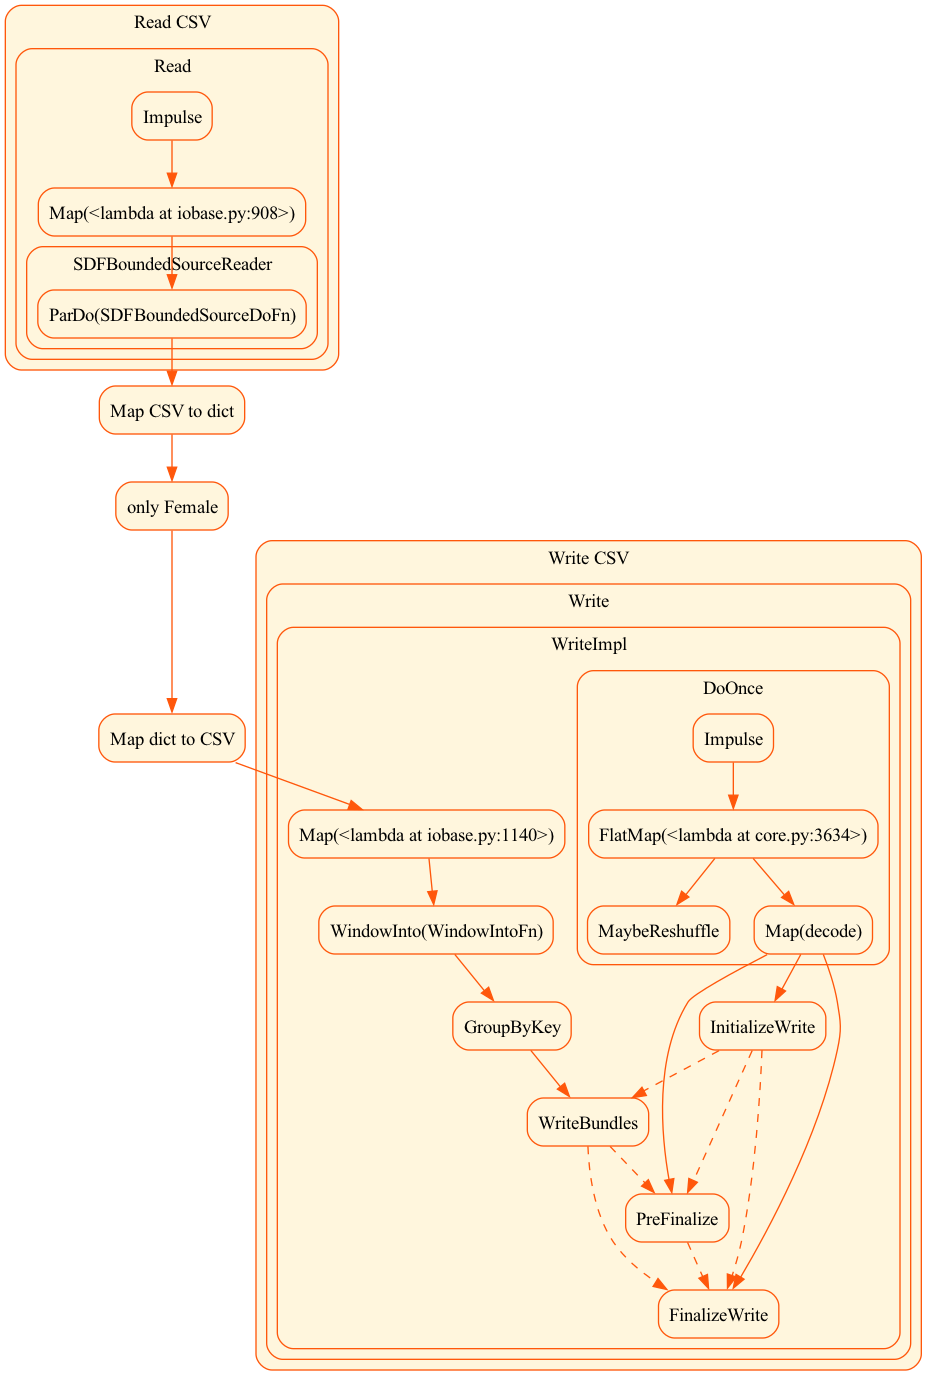 Read CSV
Read
Impulse
Map(<lambda at iobase.py:908>)
SDFBoundedSourceReader
ParDo(SDFBoundedSourceDoFn)
Map CSV to dict
only Female
Write CSV
Write
WriteImpl
DoOnce
Impulse
Map dict to CSV
Map(<lambda at iobase.py:1140>)
FlatMap(<lambda at core.py:3634>)
WindowInto(WindowIntoFn)
MaybeReshuffle
Map(decode)
GroupByKey
InitializeWrite
WriteBundles
PreFinalize
FinalizeWrite